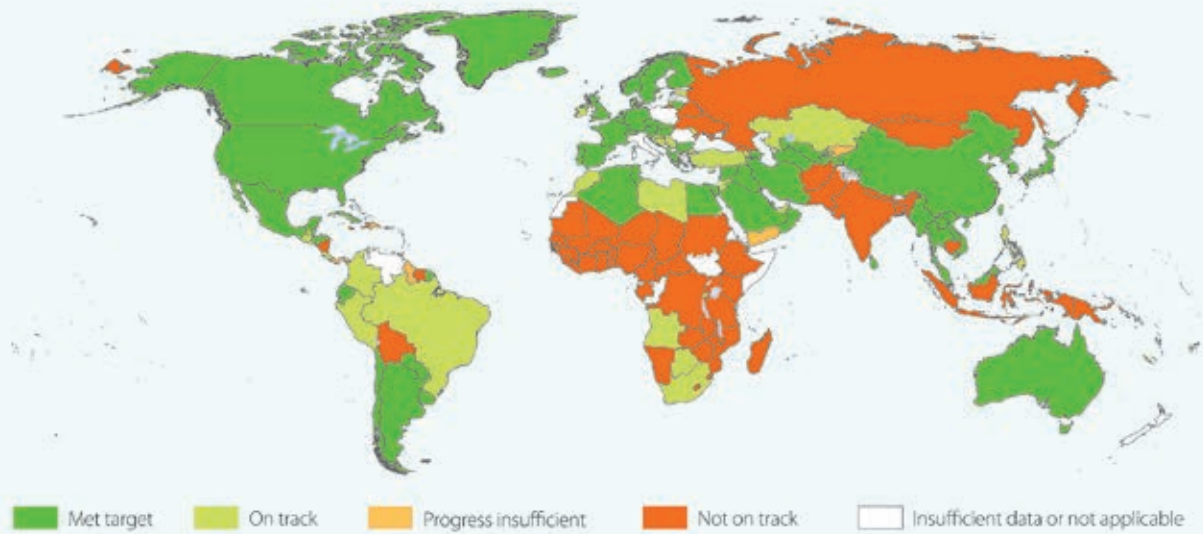 Met target
On track
Progress insufficient
Not on track
Insufficient data or not applicable